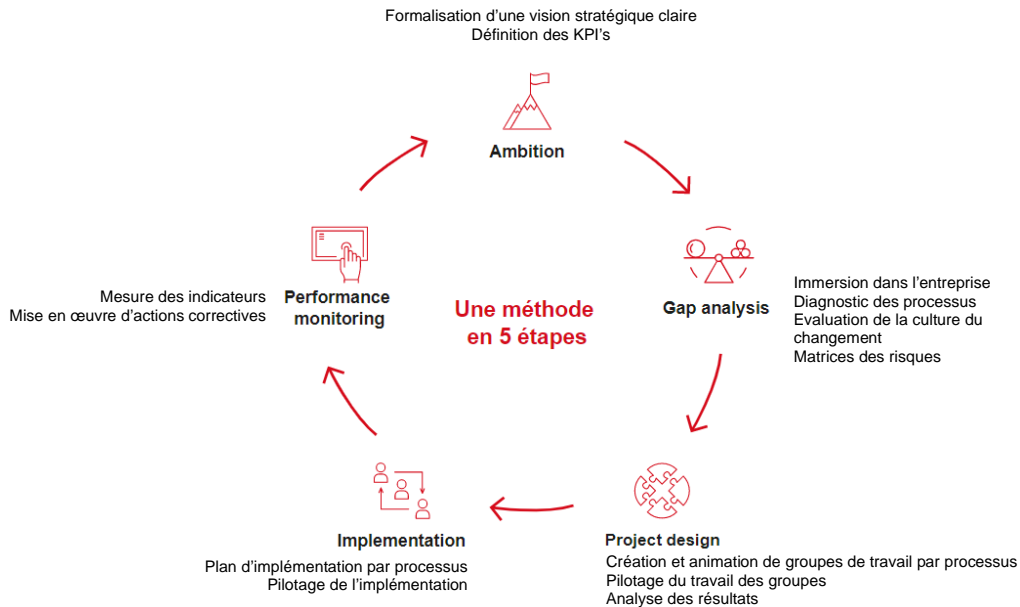 Formalisation d’une vision stratégique claire
Définition des KPI’s
Ambition
Mesure des indicateurs
Mise en œuvre d’actions correctives
Performance
monitoring
Une méthode
en 5 étapes
Gap analysis
Immersion dans l’entreprise
Diagnostic des processus
Evaluation de la culture du
changement
Matrices des risques
Implementation
Plan d’implémentation par processus
Pilotage de l’implémentation
Project design
Création et animation de groupes de travail par processus
Pilotage du travail des groupes
Analyse des résultats